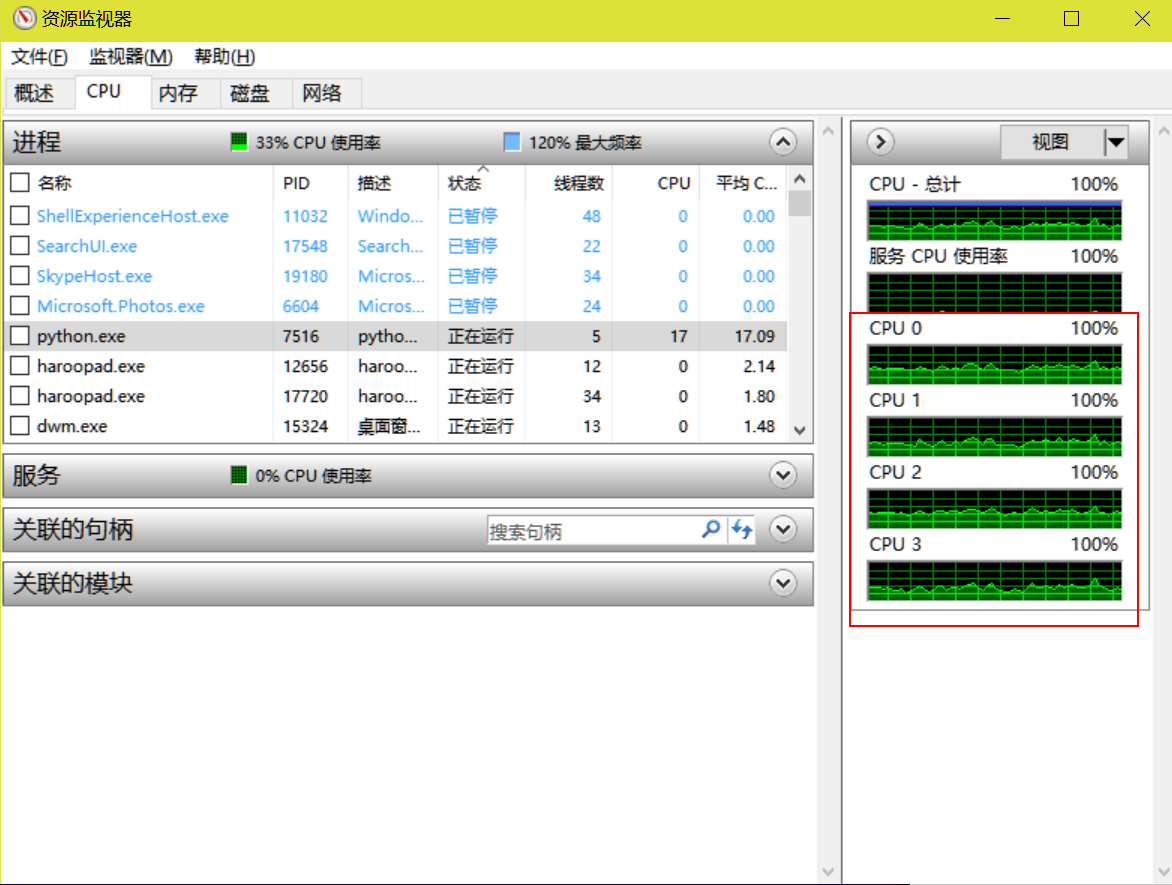 资源监视器
文件(F) 监视器(M) 帮助(H)
概述 CPU 内存 磁盘 网络
进程 33% CPU 使用率 120% 最大频率
名称 PID 描述 状态 线程数 CPU 平均 C...
ShellExperienceHost.exe 11032 Windo... 已暂停 48 0 0.00
SearchUI.exe 17548 Search... 已暂停 22 0 0.00
SkypeHost.exe 19180 Micros... 已暂停 34 0 0.00
Microsoft.Photos.exe 6604 Micros... 已暂停 24 0 0.00
python.exe 7516 pytho... 正在运行 5 17 17.09
haroopad.exe 12656 haroo... 正在运行 12 0 2.14
haroopad.exe 17720 haroo... 正在运行 34 0 1.80
dwm.exe 15324 桌面窗... 正在运行 13 0 1.48
服务 0% CPU 使用率
关联的句柄 搜索句柄
关联的模块
视图
CPU - 总计 100%
服务 CPU 使用率 100%
CPU 0 100%
CPU 1 100%
CPU 2 100%
CPU 3 100%